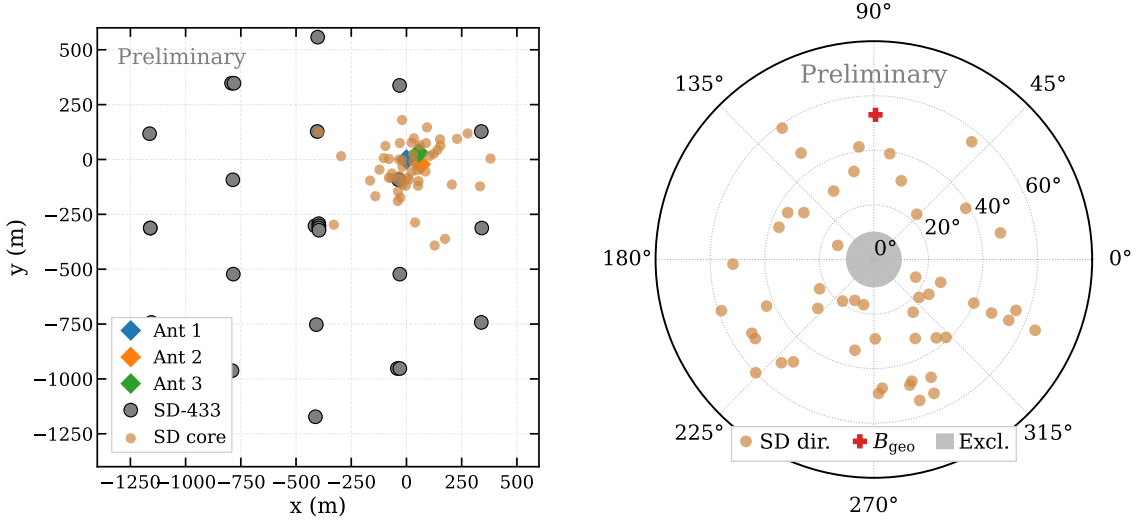 Preliminary
500
250
0
−250
−500
−750
−1000
−1250
y (m)
−1250
−1000
−750
−500
−250
0
250
500
x (m)
Ant 1
Ant 2
Ant 3
SD-433
SD core
90°
Preliminary
135°
45°
60°
40°
20°
0°
180°
0°
225°
315°
270°
SD dir.
B_geo
Excl.